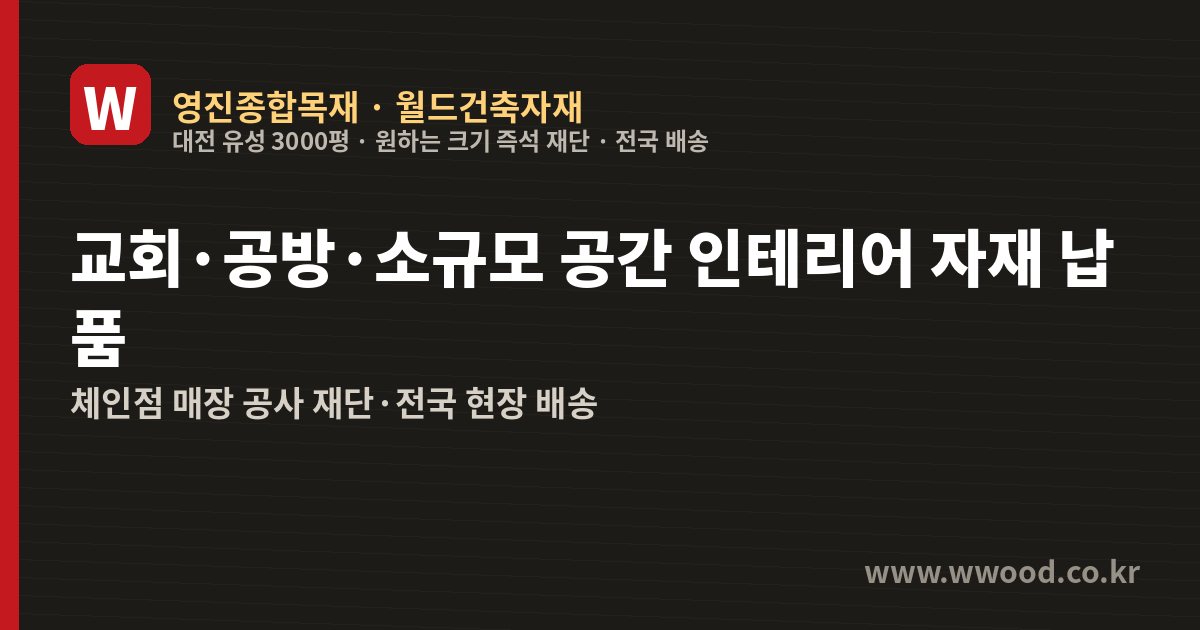 W
영진종합목재 · 월드건축자재
대전 유성 3000평 · 원하는 크기 즉석 재단 · 전국 배송
교회·공방·소규모 공간 인테리어 자재 납
품
체인점 매장 공사 재단·전국 현장 배송
www.wwood.co.kr